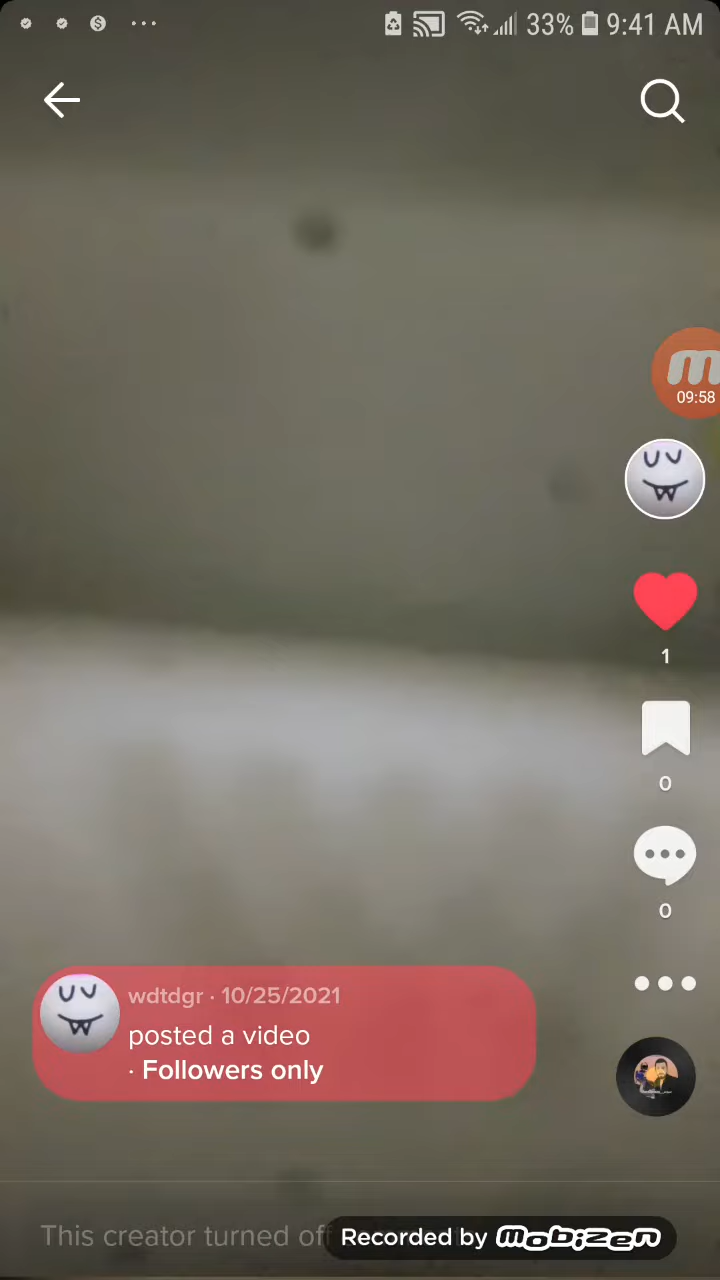 33% 9:41 AM
09:58
1
0
0
wdtdgr · 10/25/2021
posted a video
· Followers only
This creator turned off
Recorded by mobizen